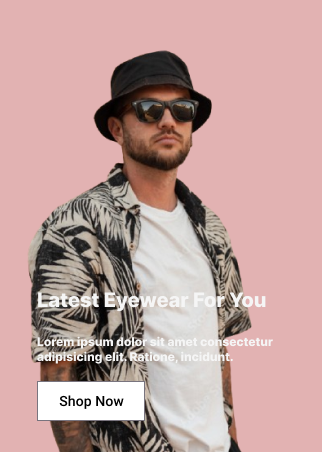 Latest Eyewear For You
Lorem ipsum dolor sit amet consectetur
adipisicing elit. Ratione, incidunt.
Shop Now